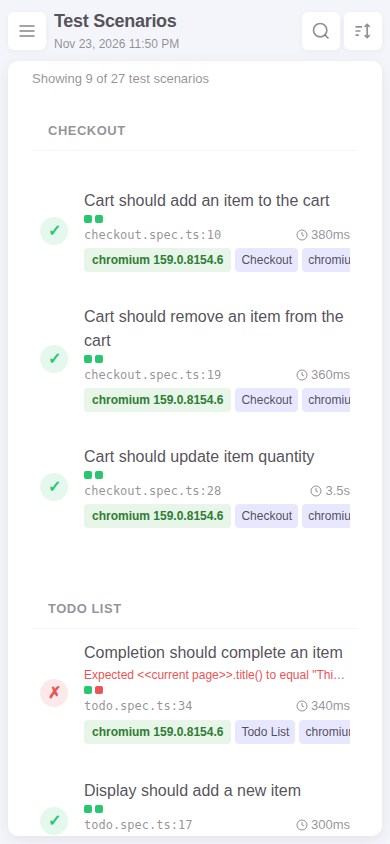 Test Scenarios
Nov 23, 2026 11:50 PM
Showing 9 of 27 test scenarios
CHECKOUT
Cart should add an item to the cart
checkout.spec.ts:10
380ms
chromium 159.0.8154.6
Checkout
chromiu
Cart should remove an item from the
cart
checkout.spec.ts:19
360ms
chromium 159.0.8154.6
Checkout
chromiu
Cart should update item quantity
checkout.spec.ts:28
3.5s
chromium 159.0.8154.6
Checkout
chromiu
TODO LIST
Completion should complete an item
Expected <<current page>>.title() to equal "Thi...
todo.spec.ts:34
340ms
chromium 159.0.8154.6
Todo List
chromiu
Display should add a new item
todo.spec.ts:17
300ms